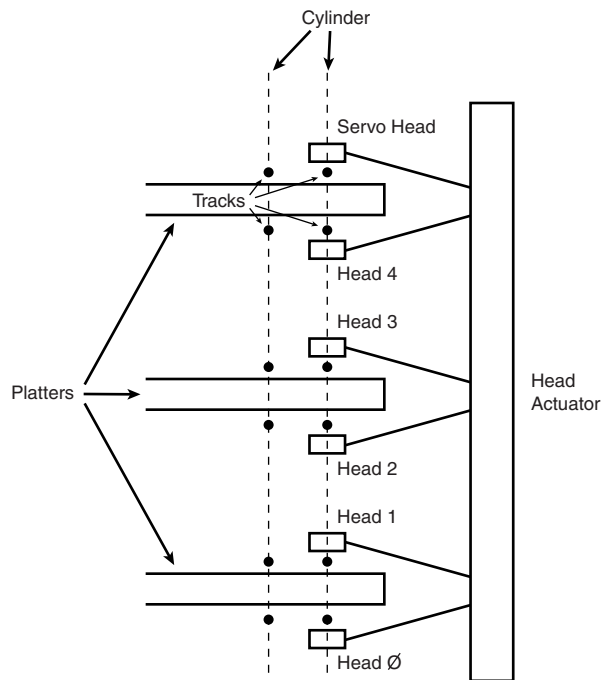 Cylinder
Servo Head
Tracks
Head 4
Head 3
Platters
Head
Actuator
Head 2
Head 1
Head Ø